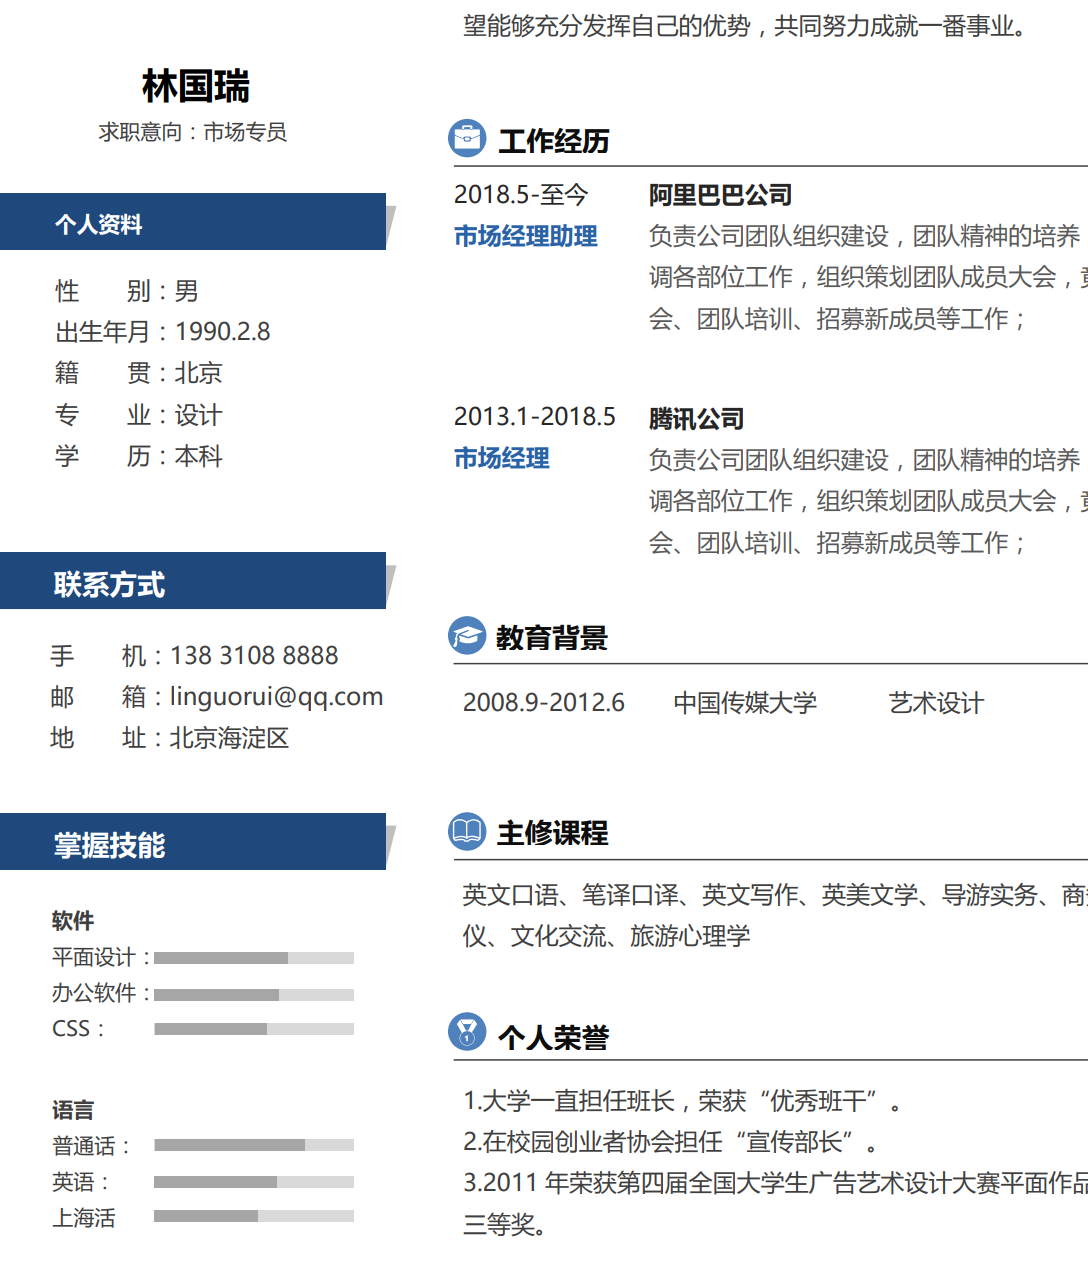 林国瑞
求职意向：市场专员
个人资料
性　　别：男
出生年月：1990.2.8
籍　　贯：北京
专　　业：设计
学　　历：本科
联系方式
手　　机：138 3108 8888
邮　　箱：linguorui@qq.com
地　　址：北京海淀区
掌握技能
软件
平面设计：
办公软件：
CSS：
语言
普通话：
英语：
上海活
望能够充分发挥自己的优势，共同努力成就一番事业。
工作经历
2018.5-至今　阿里巴巴公司
市场经理助理　负责公司团队组织建设，团队精神的培养
调各部位工作，组织策划团队成员大会，
会、团队培训、招募新成员等工作；
2013.1-2018.5　腾讯公司
市场经理　负责公司团队组织建设，团队精神的培养
调各部位工作，组织策划团队成员大会，
会、团队培训、招募新成员等工作；
教育背景
2008.9-2012.6　中国传媒大学　艺术设计
主修课程
英文口语、笔译口译、英文写作、英美文学、导游实务、商
仪、文化交流、旅游心理学
个人荣誉
1.大学一直担任班长，荣获“优秀班干”。
2.在校园创业者协会担任“宣传部长”。
3.2011 年荣获第四届全国大学生广告艺术设计大赛平面作品
三等奖。